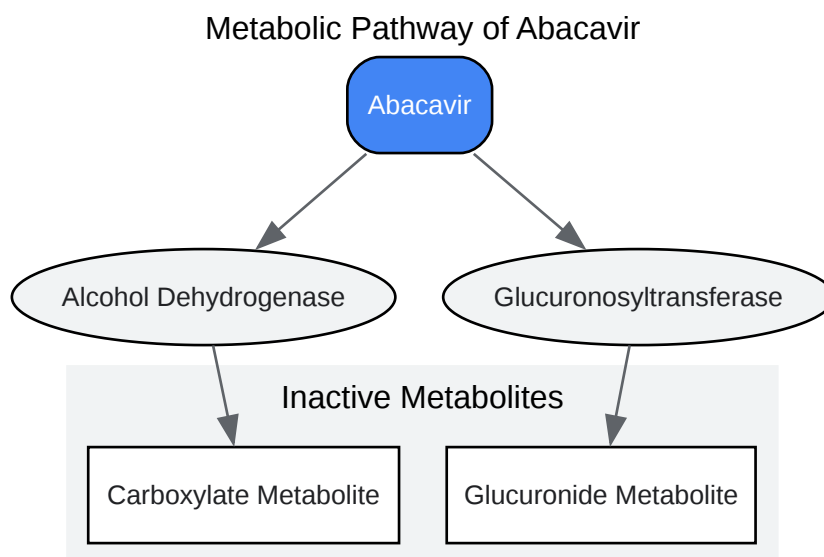 Metabolic Pathway of Abacavir
Abacavir
Alcohol Dehydrogenase
Glucuronosyltransferase
Inactive Metabolites
Carboxylate Metabolite
Glucuronide Metabolite